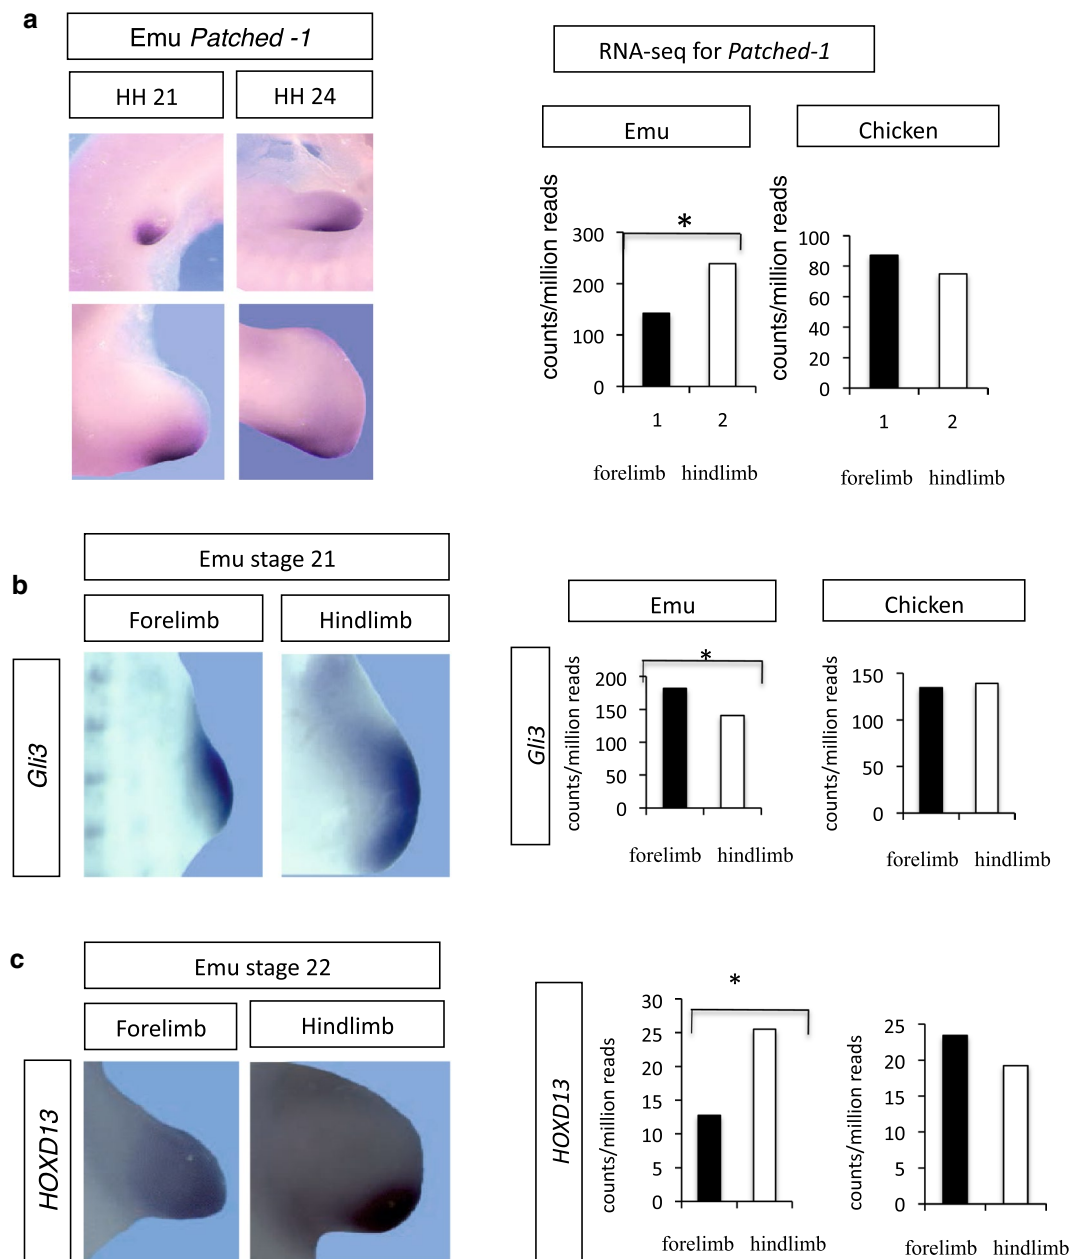 a
Emu Patched -1
HH 21
HH 24
RNA-seq for Patched-1
Emu
Chicken
counts/million reads
300
200
100
0
*
1
2
forelimb hindlimb
counts/million reads
100
80
60
40
20
0
1
2
forelimb hindlimb
b
Emu stage 21
Forelimb
Hindlimb
Gli3
Emu
Chicken
Gli3
counts/million reads
200
150
100
50
0
*
forelimb hindlimb
counts/million reads
150
100
50
0
forelimb hindlimb
c
Emu stage 22
Forelimb
Hindlimb
HOXD13
HOXD13
counts/million reads
30
25
20
15
10
5
0
*
forelimb hindlimb
counts/million reads
25
20
15
10
5
0
forelimb hindlimb